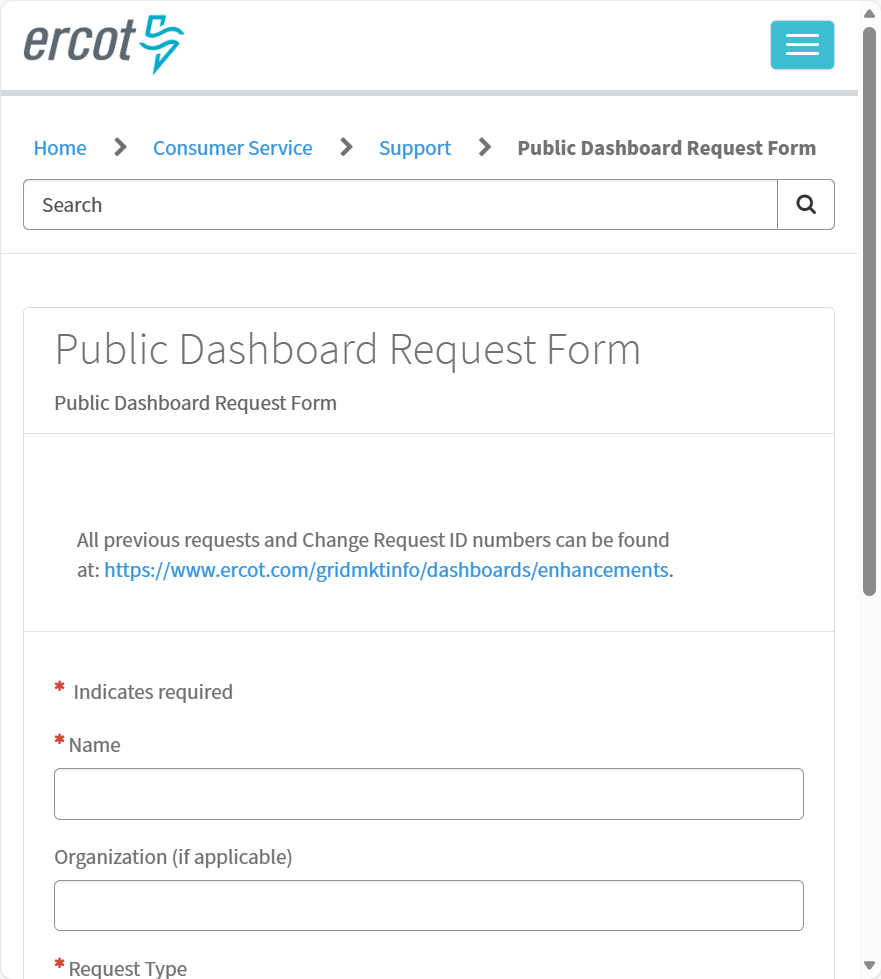 ercot
Home Consumer Service Support Public Dashboard Request Form
Search
Public Dashboard Request Form
Public Dashboard Request Form
All previous requests and Change Request ID numbers can be found
at: https://www.ercot.com/gridmktinfo/dashboards/enhancements.
* Indicates required
* Name
Organization (if applicable)
* Request Type